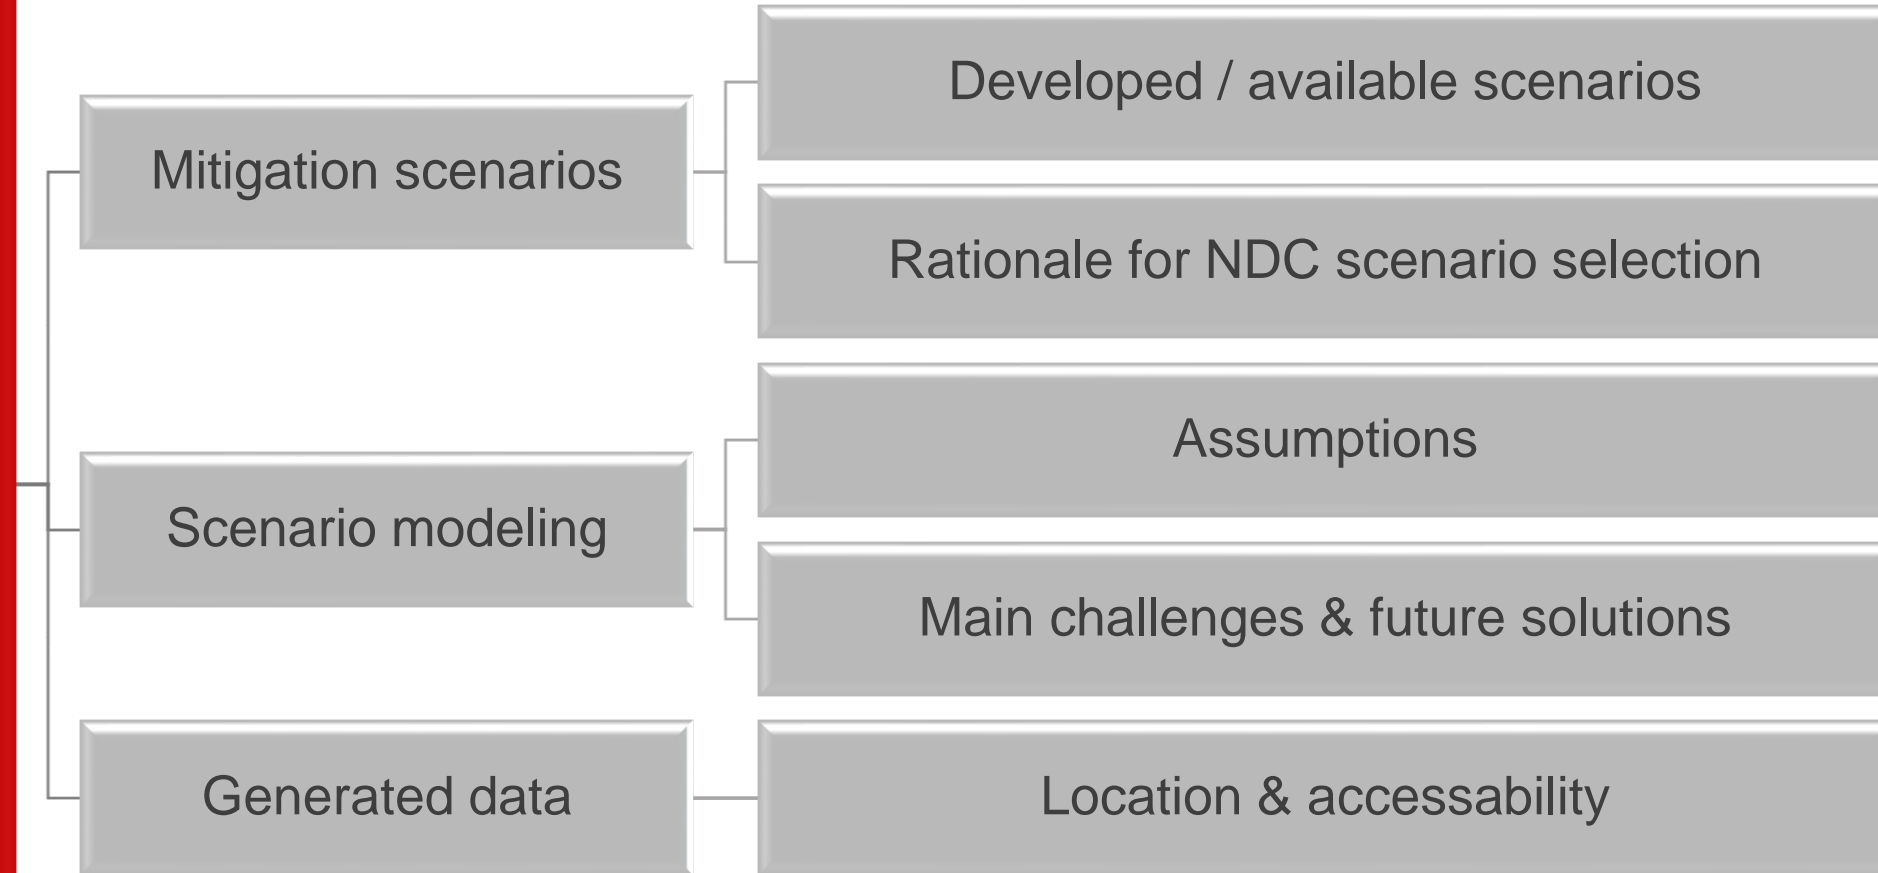 Mitigation scenarios
Developed / available scenarios
Rationale for NDC scenario selection
Scenario modeling
Assumptions
Main challenges & future solutions
Generated data
Location & accessability